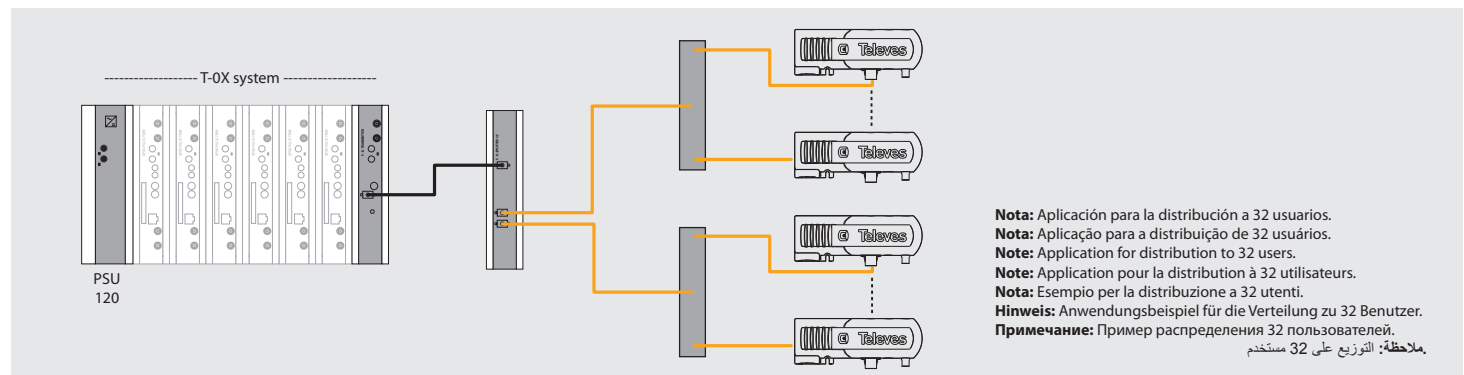 ------------------- T-0X system -------------------
PSU
120
Televes
Televes
Televes
Televes
Nota: Aplicación para la distribución a 32 usuarios.
Nota: Aplicação para a distribuição de 32 usuários.
Note: Application for distribution to 32 users.
Note: Application pour la distribution à 32 utilisateurs.
Nota: Esempio per la distribuzione a 32 utenti.
Hinweis: Anwendungsbeispiel für die Verteilung zu 32 Benutzer.
Примечание: Пример распределения 32 пользователей.
ملاحظة: التوزيع على 32 مستخدم.